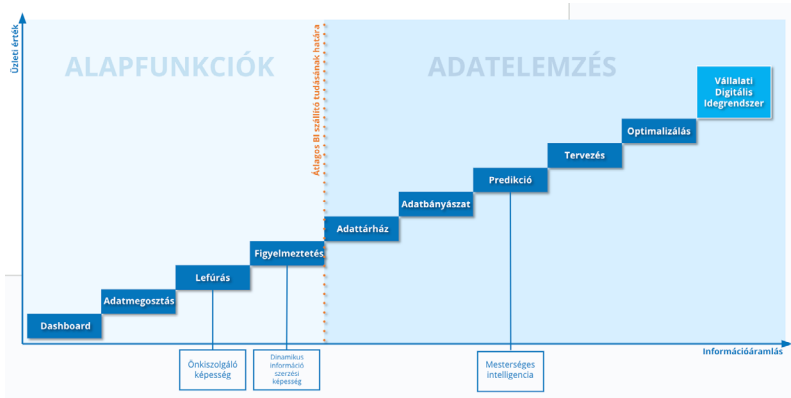 Üzleti érték
ALAPFUNKCIÓK
Átlagos BI szállító tudásának határa
ADATELEMZÉS
Vállalati
Digitális
Idegrendszer
Optimalizálás
Tervezés
Predikció
Adatbányászat
Adattárház
Figyelmeztetés
Lefúrás
Adatmegosztás
Dashboard
Információáramlás
Önkiszolgáló
képesség
Dinamikus
információ
szerzési
képesség
Mesterséges
intelligencia